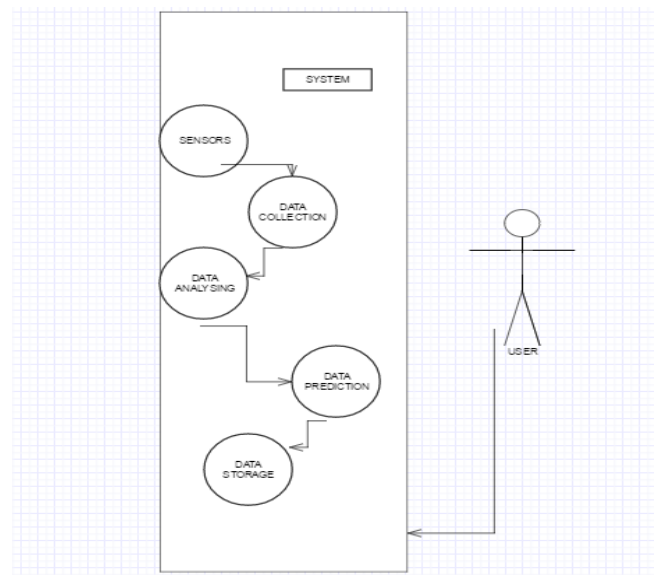 SYSTEM
SENSORS
DATA
COLLECTION
DATA
ANALYSING
USER
DATA
PREDICTION
DATA
STORAGE